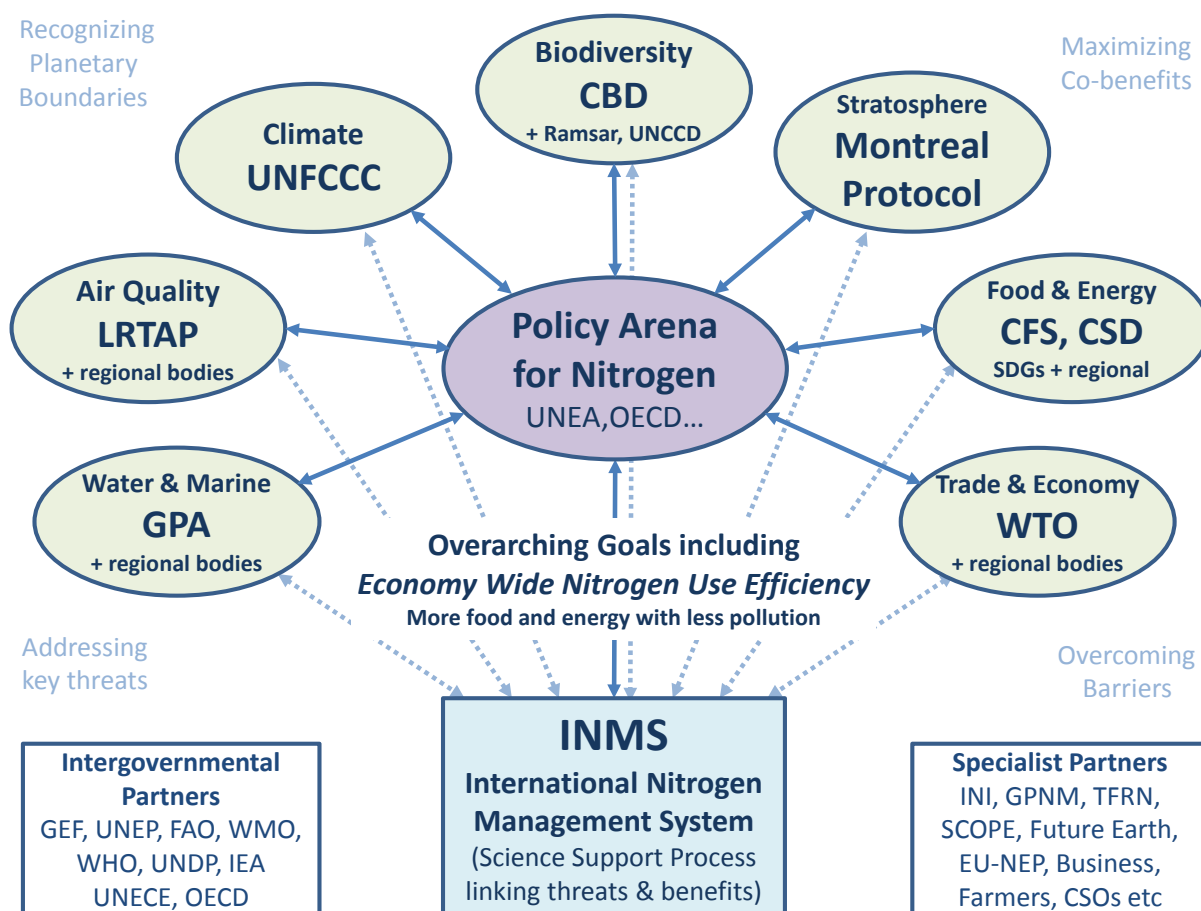 Recognizing
Planetary
Boundaries
Biodiversity
CBD
+ Ramsar, UNCCD
Maximizing
Co-benefits
Climate
UNFCCC
Stratosphere
Montreal
Protocol
Air Quality
LRTAP
+ regional bodies
Policy Arena
for Nitrogen
UNEA,OECD...
Food & Energy
CFS, CSD
SDGs + regional
Water & Marine
GPA
+ regional bodies
Trade & Economy
WTO
+ regional bodies
Overarching Goals including
Economy Wide Nitrogen Use Efficiency
More food and energy with less pollution
Addressing
key threats
Overcoming
Barriers
Intergovernmental
Partners
GEF, UNEP, FAO, WMO,
WHO, UNDP, IEA
UNECE, OECD
INMS
International Nitrogen
Management System
(Science Support Process
linking threats & benefits)
Specialist Partners
INI, GPNM, TFRN,
SCOPE, Future Earth,
EU-NEP, Business,
Farmers, CSOs etc